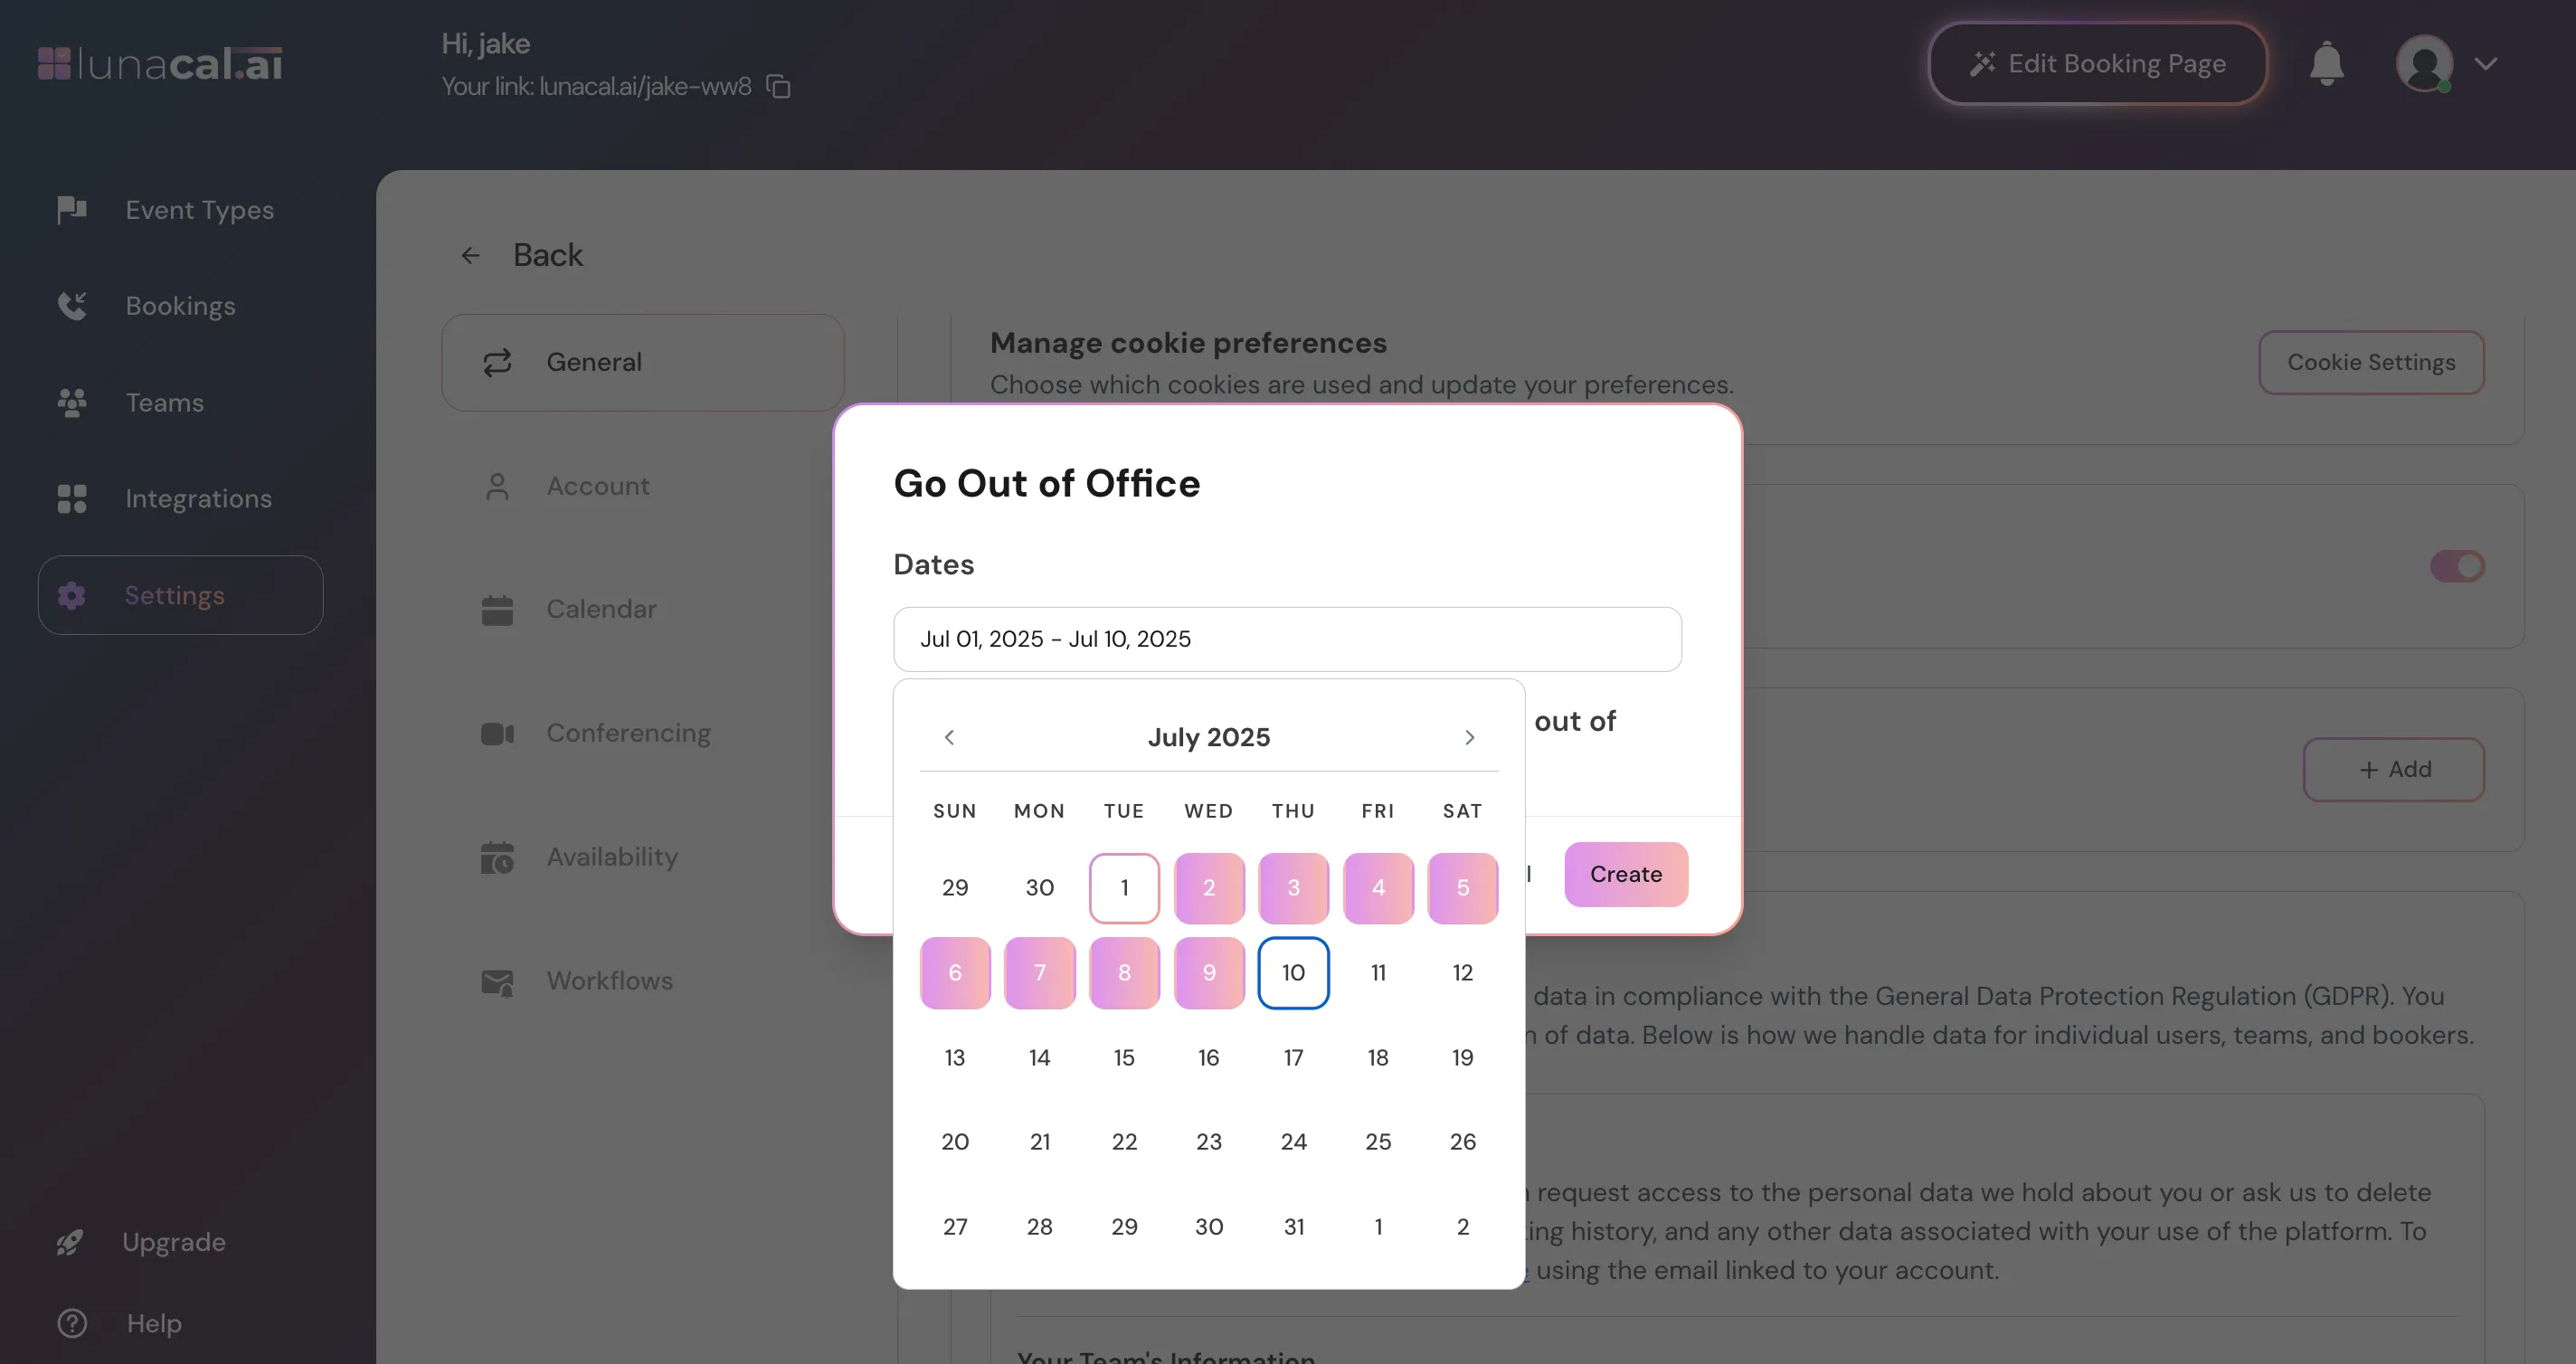 lunacal.ai
Hi, jake
Your link: lunacal.ai/jake-ww8
Edit Booking Page
Event Types
Bookings
Teams
Integrations
Settings
Upgrade
Help
Back
General
Account
Calendar
Conferencing
Availability
Workflows
Manage cookie preferences
Choose which cookies are used and update your preferences.
Cookie Settings
+ Add
Go Out of Office
Dates
Jul 01, 2025 - Jul 10, 2025
out of
July 2025
SUN MON TUE WED THU FRI SAT
29 30 1 2 3 4 5
6 7 8 9 10 11 12
13 14 15 16 17 18 19
20 21 22 23 24 25 26
27 28 29 30 31 1 2
Create
data in compliance with the General Data Protection Regulation (GDPR). You
of data. Below is how we handle data for individual users, teams, and bookers.
request access to the personal data we hold about you or ask us to delete
history, and any other data associated with your use of the platform. To
using the email linked to your account.
Your Team's Information